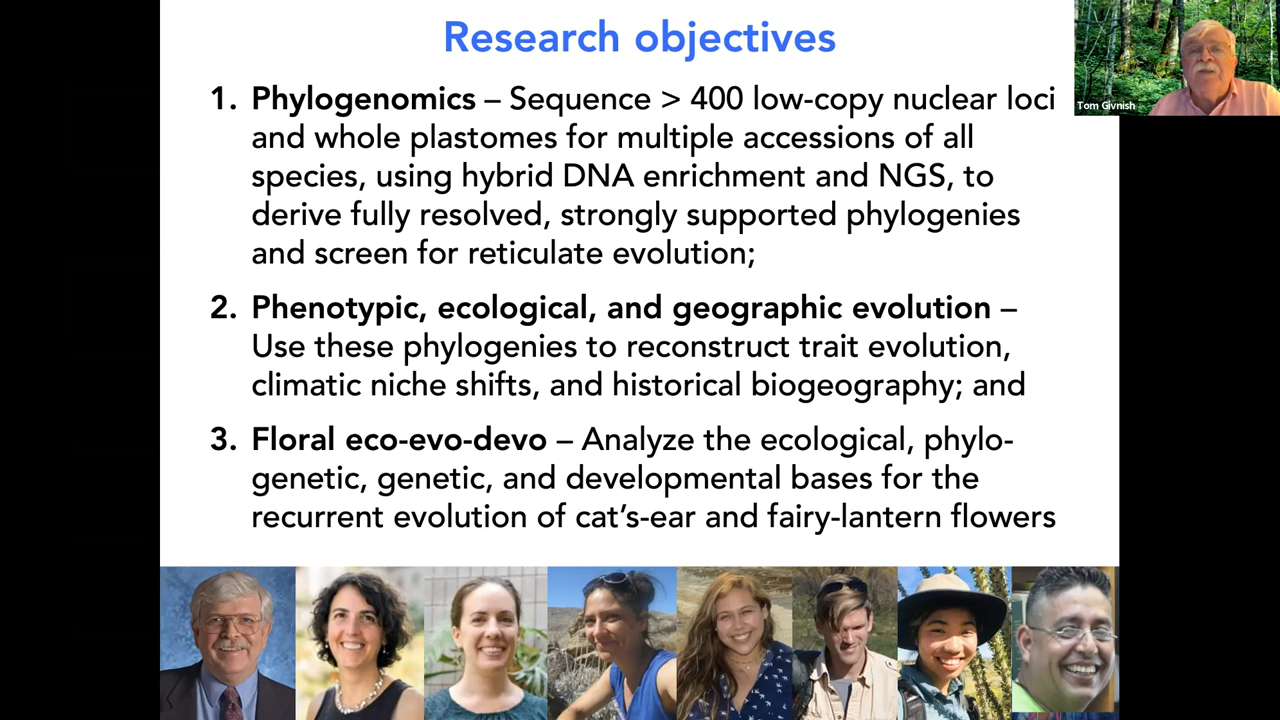 Research objectives
Tom Givnish
1. Phylogenomics – Sequence > 400 low-copy nuclear loci
and whole plastomes for multiple accessions of all
species, using hybrid DNA enrichment and NGS, to
derive fully resolved, strongly supported phylogenies
and screen for reticulate evolution;
2. Phenotypic, ecological, and geographic evolution –
Use these phylogenies to reconstruct trait evolution,
climatic niche shifts, and historical biogeography; and
3. Floral eco-evo-devo – Analyze the ecological, phylo-
genetic, genetic, and developmental bases for the
recurrent evolution of cat’s-ear and fairy-lantern flowers